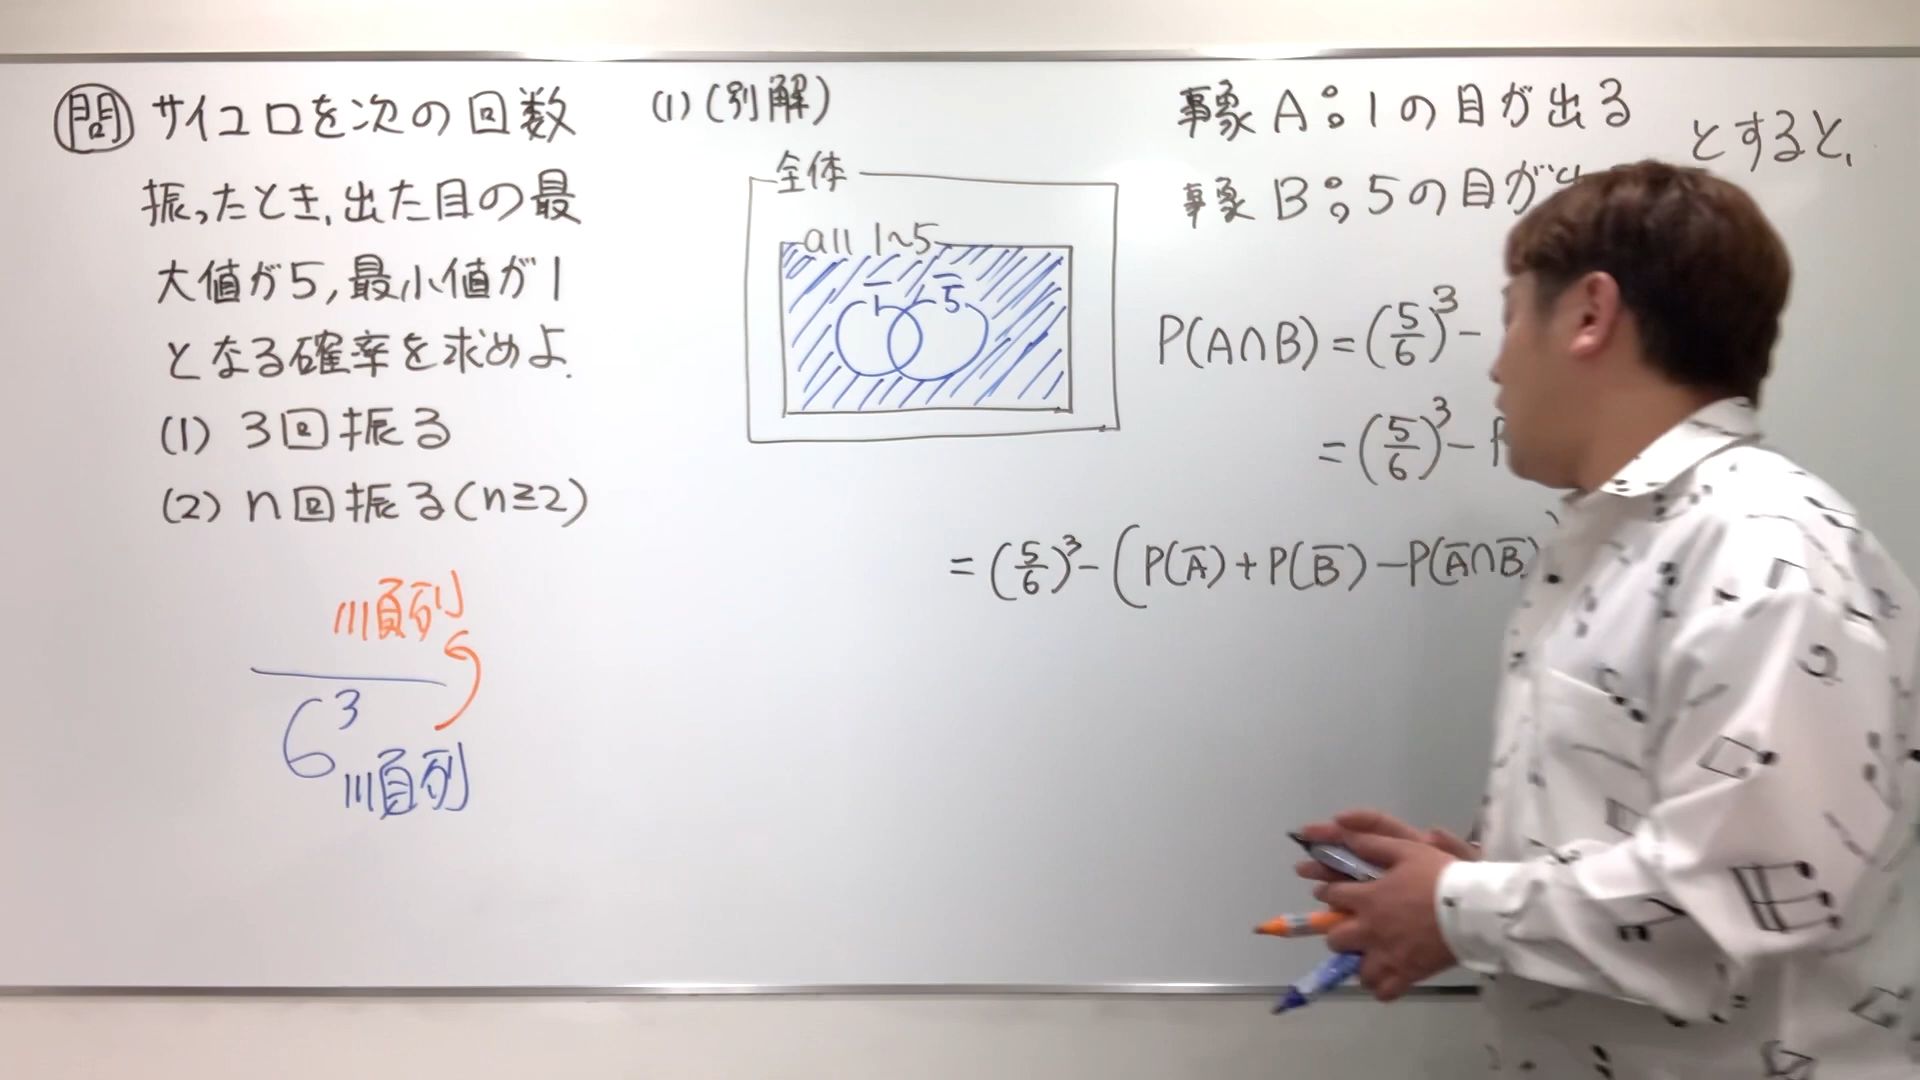 問 サイコロを次の回数
振ったとき、出た目の最
大値が5,最小値が1
となる確率を求めよ.
(1) 3回振る
(2) n回振る(n≧2)
順列
6³
順列
(1)(別解)
全体
all 1~5
1̄ 5̄
事象 A:1の目が出る
事象 B:5の目が出
とすると、
P(A∩B)=(5/6)³−
=(5/6)³−P
=(5/6)³−(P(A̅)+P(B̅)−P(A̅∩B̅)